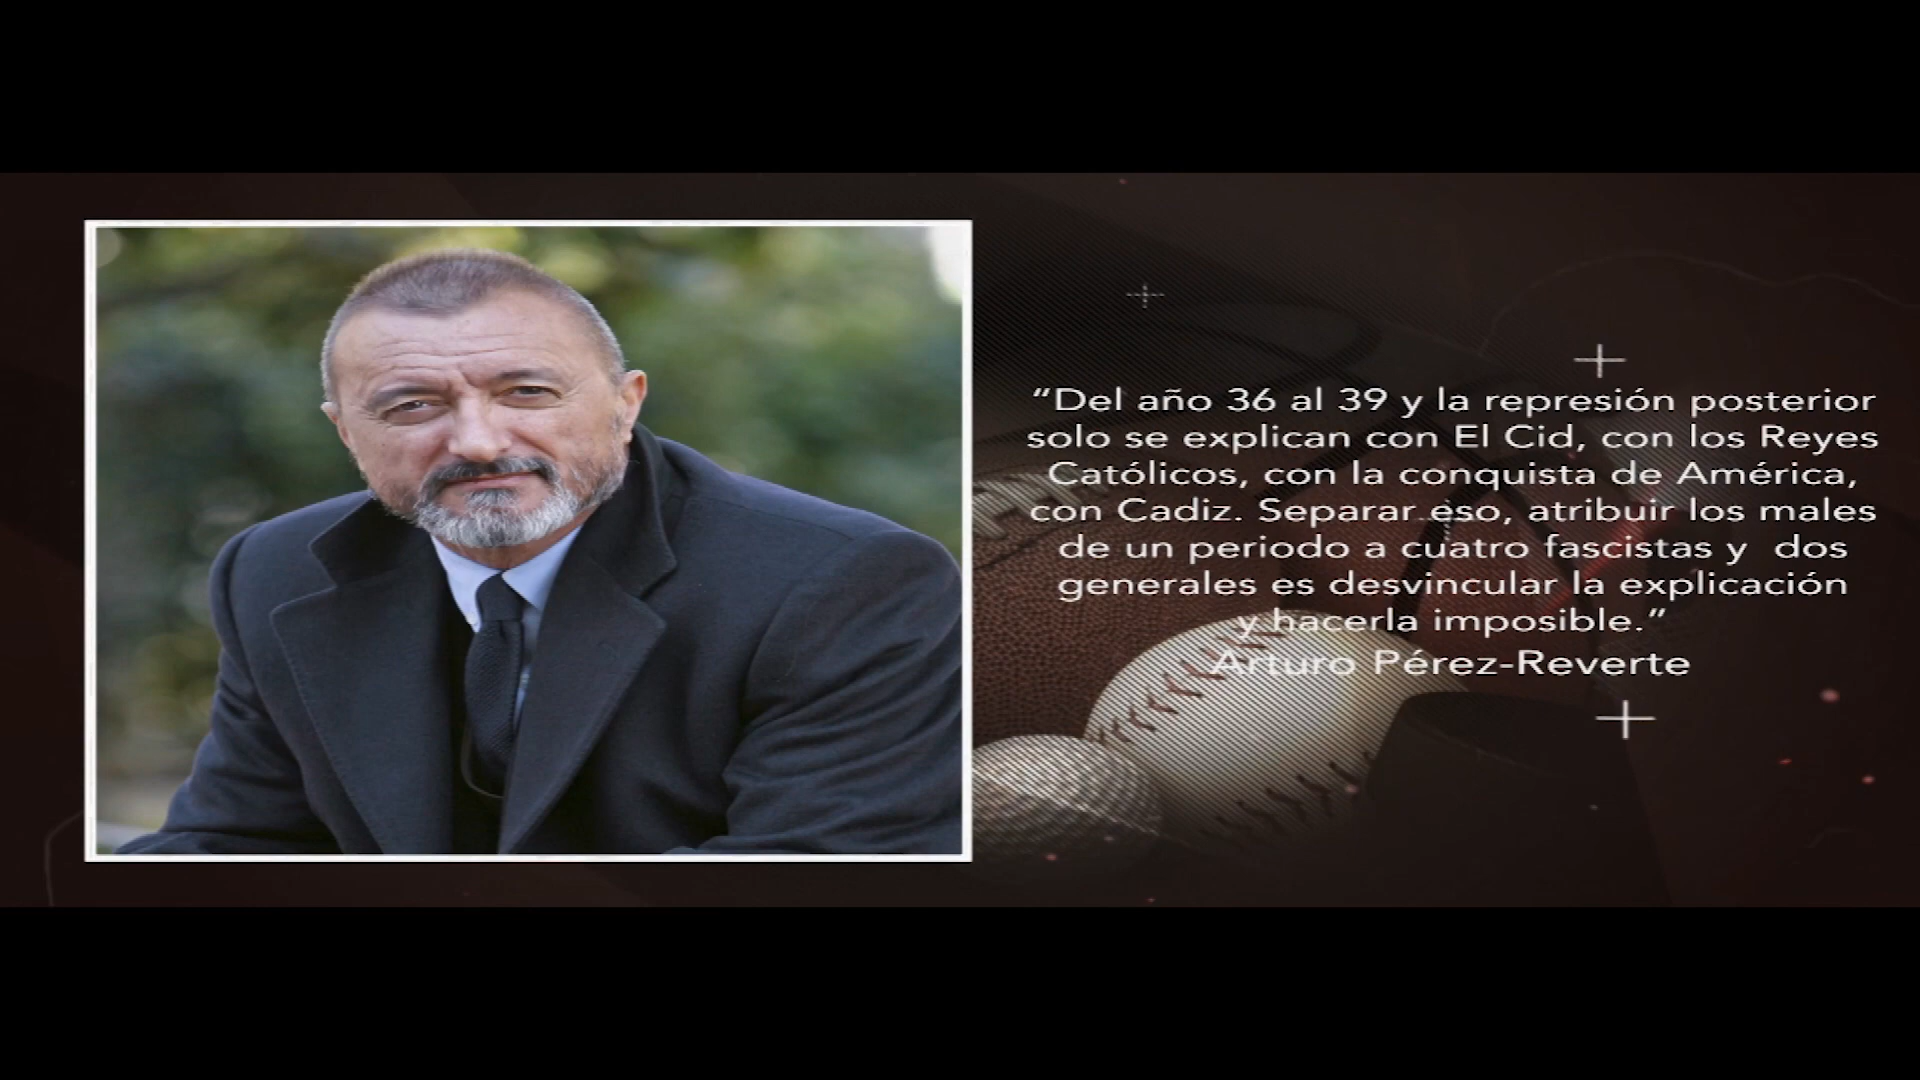 “Del año 36 al 39 y la represión posterior
solo se explican con El Cid, con los Reyes
Católicos, con la conquista de América,
con Cadiz. Separar eso, atribuir los males
de un periodo a cuatro fascistas y dos
generales es desvincular la explicación
y hacerla imposible.”
Arturo Pérez-Reverte